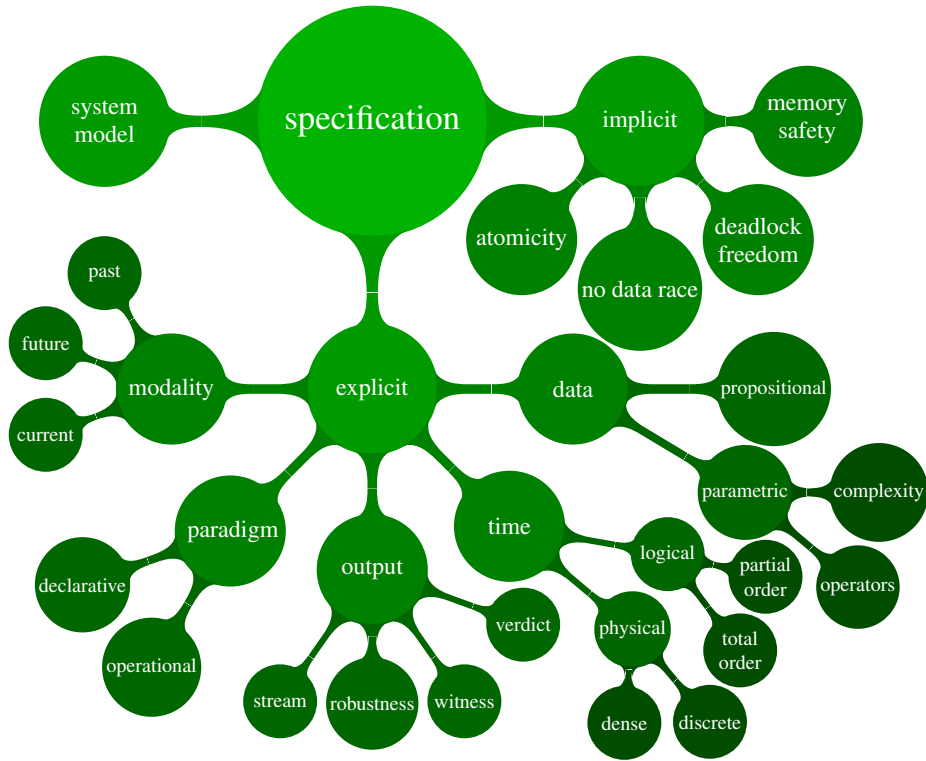 system
model
specification
implicit
memory
safety
atomicity
no data race
deadlock
freedom
past
future
current
modality
explicit
data
propositional
parametric
complexity
operators
paradigm
declarative
operational
output
stream
robustness
witness
verdict
time
logical
partial
order
total
order
physical
dense
discrete